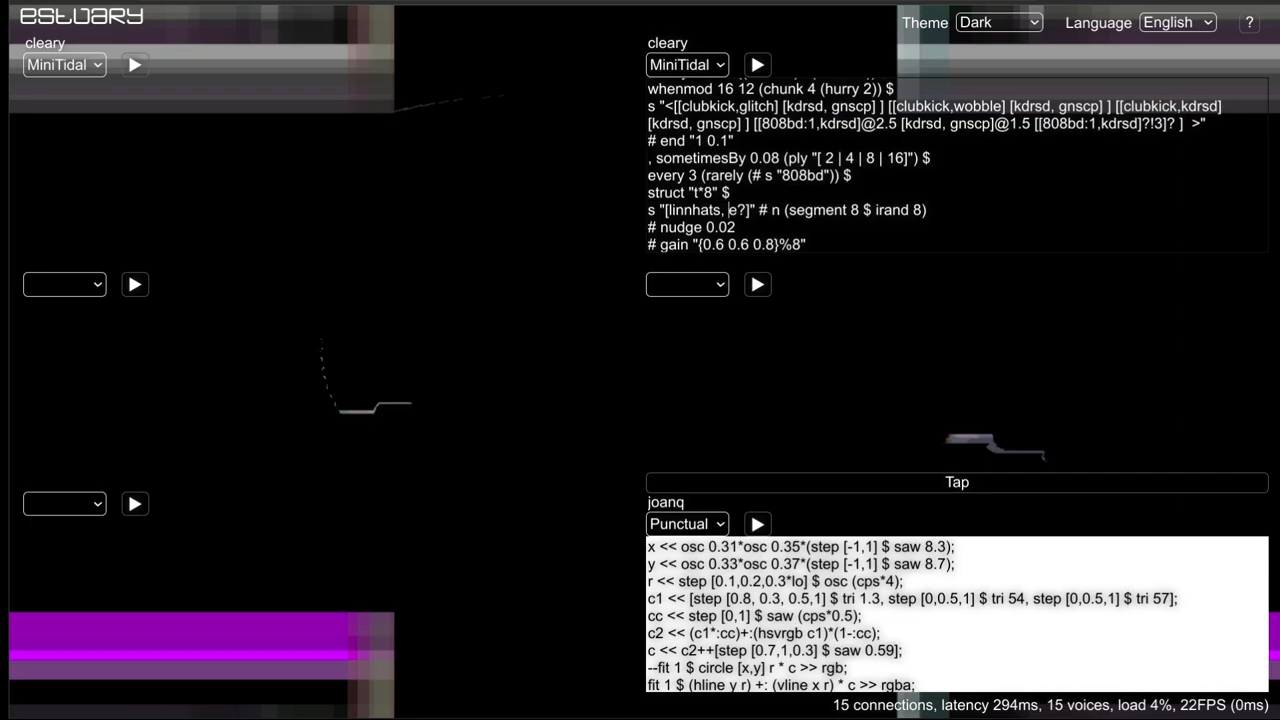 estuary
Theme Dark Language English ?
cleary
MiniTidal
cleary
MiniTidal
whenmod 16 12 (chunk 4 (hurry 2)) $
s "<[[clubkick,glitch] [kdrsd, gnscp] ] [[clubkick,wobble] [kdrsd, gnscp] ] [[clubkick,kdrsd]
[kdrsd, gnscp] ] [[808bd:1,kdrsd]@2.5 [kdrsd, gnscp]@1.5 [[808bd:1,kdrsd]?!3]? ]  >"
# end "1 0.1"
, sometimesBy 0.08 (ply "[ 2 | 4 | 8 | 16]") $
every 3 (rarely (# s "808bd")) $
struct "t*8" $
s "[linnhats, e?]" # n (segment 8 $ irand 8)
# nudge 0.02
# gain "{0.6 0.6 0.8}%8"
Tap
joanq
Punctual
x << osc 0.31*osc 0.35*(step [-1,1] $ saw 8.3);
y << osc 0.33*osc 0.37*(step [-1,1] $ saw 8.7);
r << step [0.1,0.2,0.3*lo] $ osc (cps*4);
c1 << [step [0.8, 0.3, 0.5,1] $ tri 1.3, step [0,0.5,1] $ tri 54, step [0,0.5,1] $ tri 57];
cc << step [0,1] $ saw (cps*0.5);
c2 << (c1*:cc)+:(hsvrgb c1)*(1-:cc);
c << c2++[step [0.7,1,0.3] $ saw 0.59];
--fit 1 $ circle [x,y] r * c >> rgb;
fit 1 $ (hline y r) +: (vline x r) * c >> rgba;
15 connections, latency 294ms, 15 voices, load 4%, 22FPS (0ms)